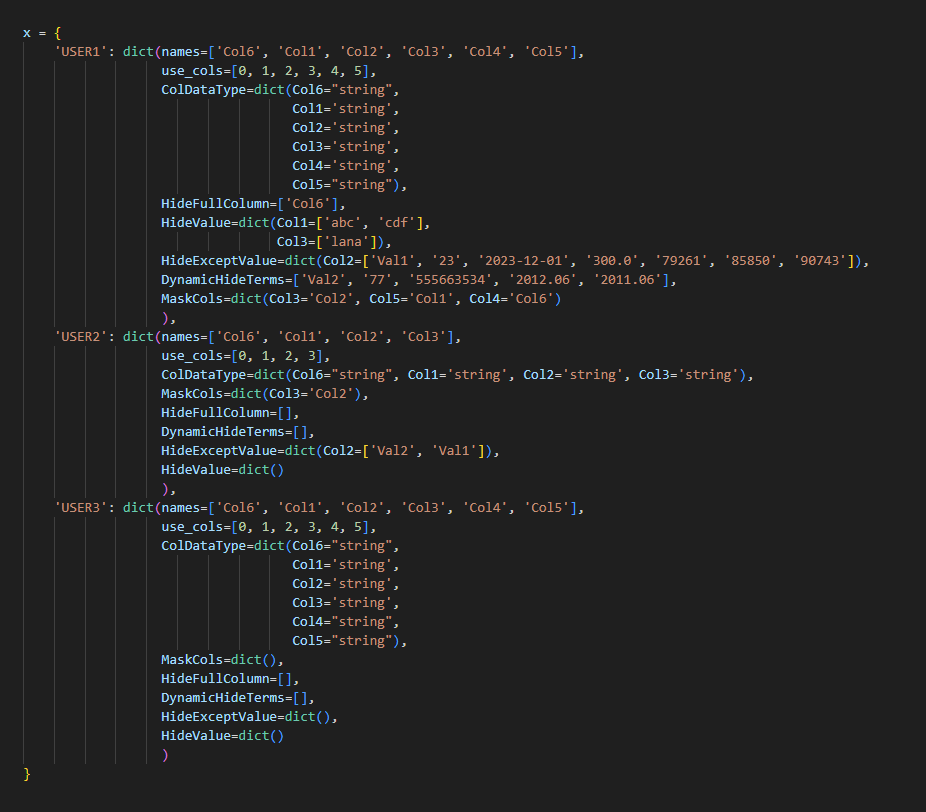 x = {
'USER1': dict(names=['Col6', 'Col1', 'Col2', 'Col3', 'Col4', 'Col5'],
use_cols=[0, 1, 2, 3, 4, 5],
ColDataType=dict(Col6="string",
Col1='string',
Col2='string',
Col3='string',
Col4='string',
Col5="string"),
HideFullColumn=['Col6'],
HideValue=dict(Col1=['abc', 'cdf'],
Col3=['lana']),
HideExceptValue=dict(Col2=['Val1', '23', '2023-12-01', '300.0', '79261', '85850', '90743']),
DynamicHideTerms=['Val2', '77', '555663534', '2012.06', '2011.06'],
MaskCols=dict(Col3='Col2', Col5='Col1', Col4='Col6')
),
'USER2': dict(names=['Col6', 'Col1', 'Col2', 'Col3'],
use_cols=[0, 1, 2, 3],
ColDataType=dict(Col6="string", Col1='string', Col2='string', Col3='string'),
MaskCols=dict(Col3='Col2'),
HideFullColumn=[],
DynamicHideTerms=[],
HideExceptValue=dict(Col2=['Val2', 'Val1']),
HideValue=dict()
),
'USER3': dict(names=['Col6', 'Col1', 'Col2', 'Col3', 'Col4', 'Col5'],
use_cols=[0, 1, 2, 3, 4, 5],
ColDataType=dict(Col6="string",
Col1='string',
Col2='string',
Col3='string',
Col4="string",
Col5="string"),
MaskCols=dict(),
HideFullColumn=[],
DynamicHideTerms=[],
HideExceptValue=dict(),
HideValue=dict()
)
}